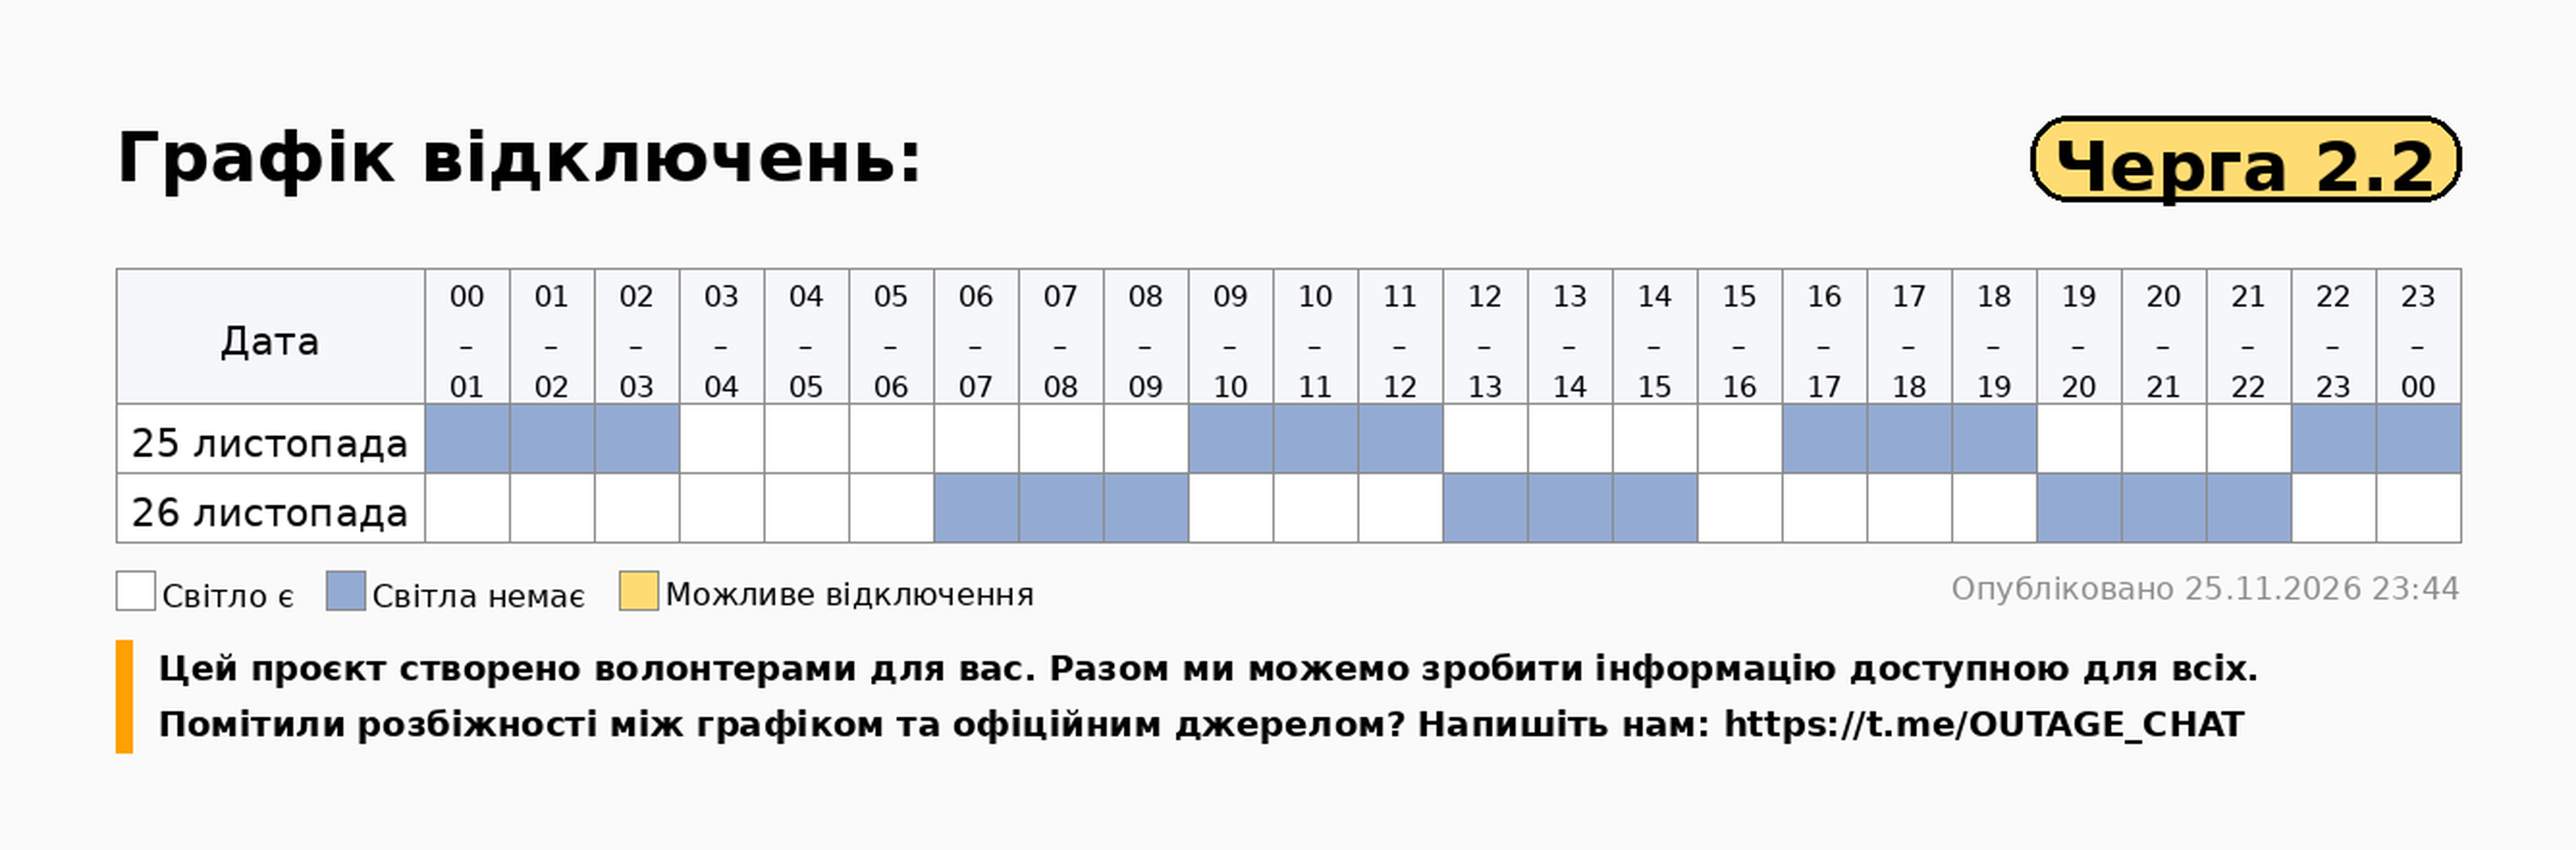 Графік відключень:
Черга 2.2
Дата 00 – 01 01 – 02 02 – 03 03 – 04 04 – 05 05 – 06 06 – 07 07 – 08 08 – 09 09 – 10 10 – 11 11 – 12 12 – 13 13 – 14 14 – 15 15 – 16 16 – 17 17 – 18 18 – 19 19 – 20 20 – 21 21 – 22 22 – 23 23 – 00
25 листопада
26 листопада
Світло є Світла немає Можливе відключення
Опубліковано 25.11.2026 23:44
Цей проєкт створено волонтерами для вас. Разом ми можемо зробити інформацію доступною для всіх.
Помітили розбіжності між графіком та офіційним джерелом? Напишіть нам: https://t.me/OUTAGE_CHAT